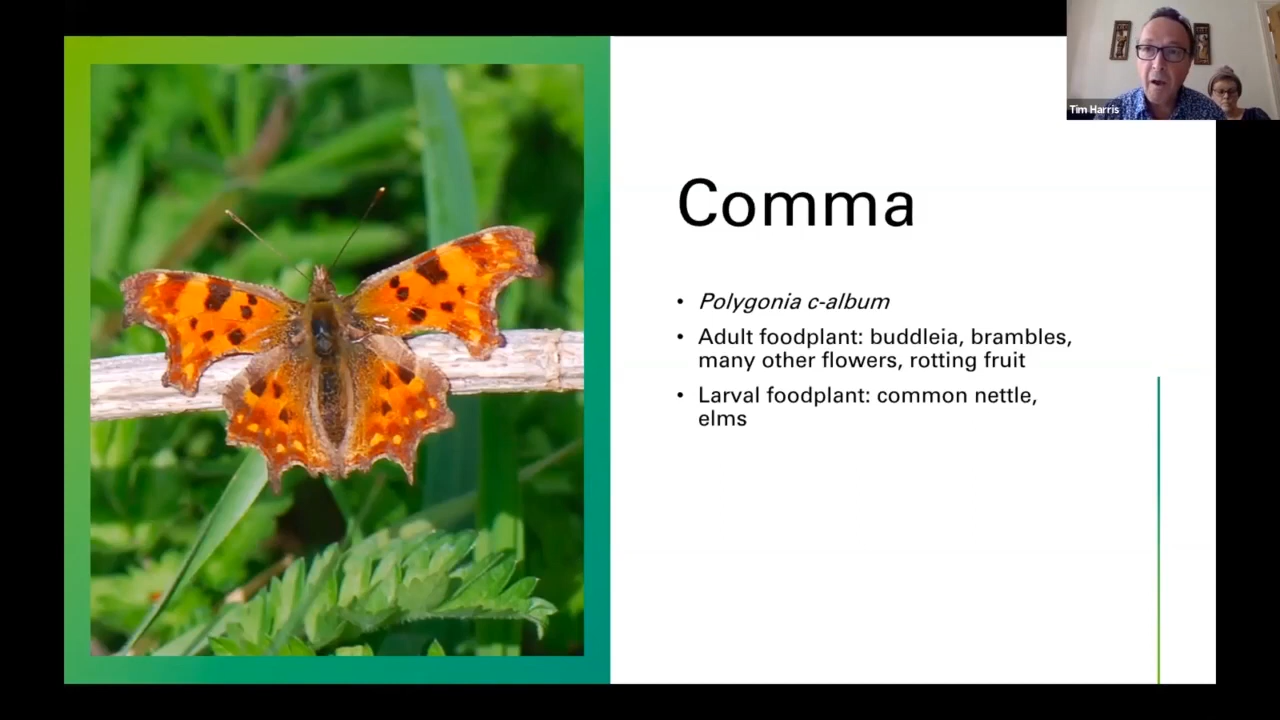 Tim Harris
Comma
• Polygonia c-album
• Adult foodplant: buddleia, brambles,
many other flowers, rotting fruit
• Larval foodplant: common nettle,
elms